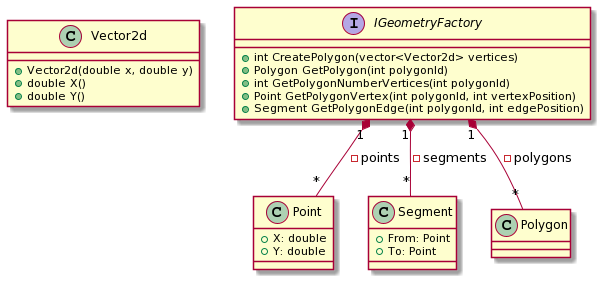 C Vector2d
Vector2d(double x, double y)
double X()
double Y()
I IGeometryFactory
int CreatePolygon(vector<Vector2d> vertices)
Polygon GetPolygon(int polygonId)
int GetPolygonNumberVertices(int polygonId)
Point GetPolygonVertex(int polygonId, int vertexPosition)
Segment GetPolygonEdge(int polygonId, int edgePosition)
1 1 1
points segments polygons
* * *
C Point
X: double
Y: double
C Segment
From: Point
To: Point
C Polygon